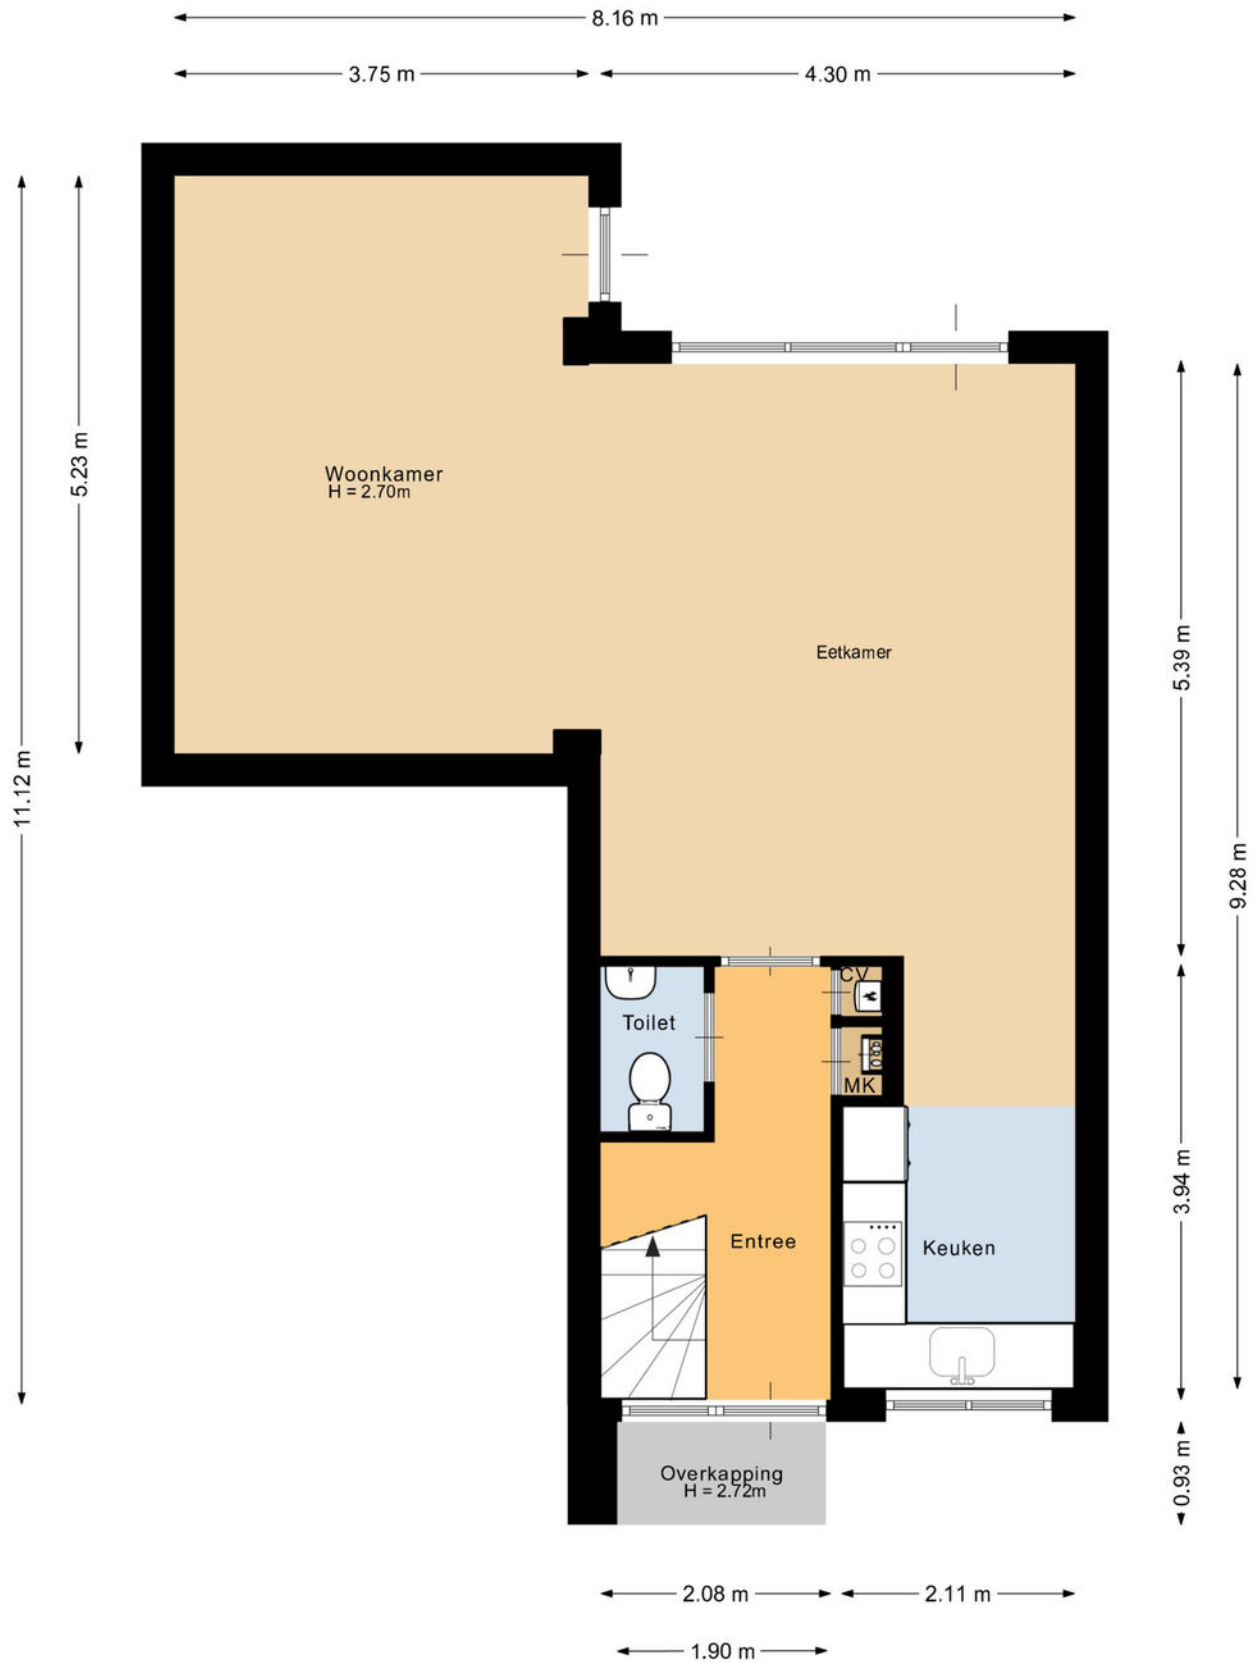 8.16 m
3.75 m
4.30 m
5.23 m
11.12 m
Woonkamer
H = 2.70m
Eetkamer
5.39 m
9.28 m
CV
Toilet
MK
3.94 m
Entree
Keuken
Overkapping
H = 2.72m
0.93 m
2.08 m
2.11 m
1.90 m